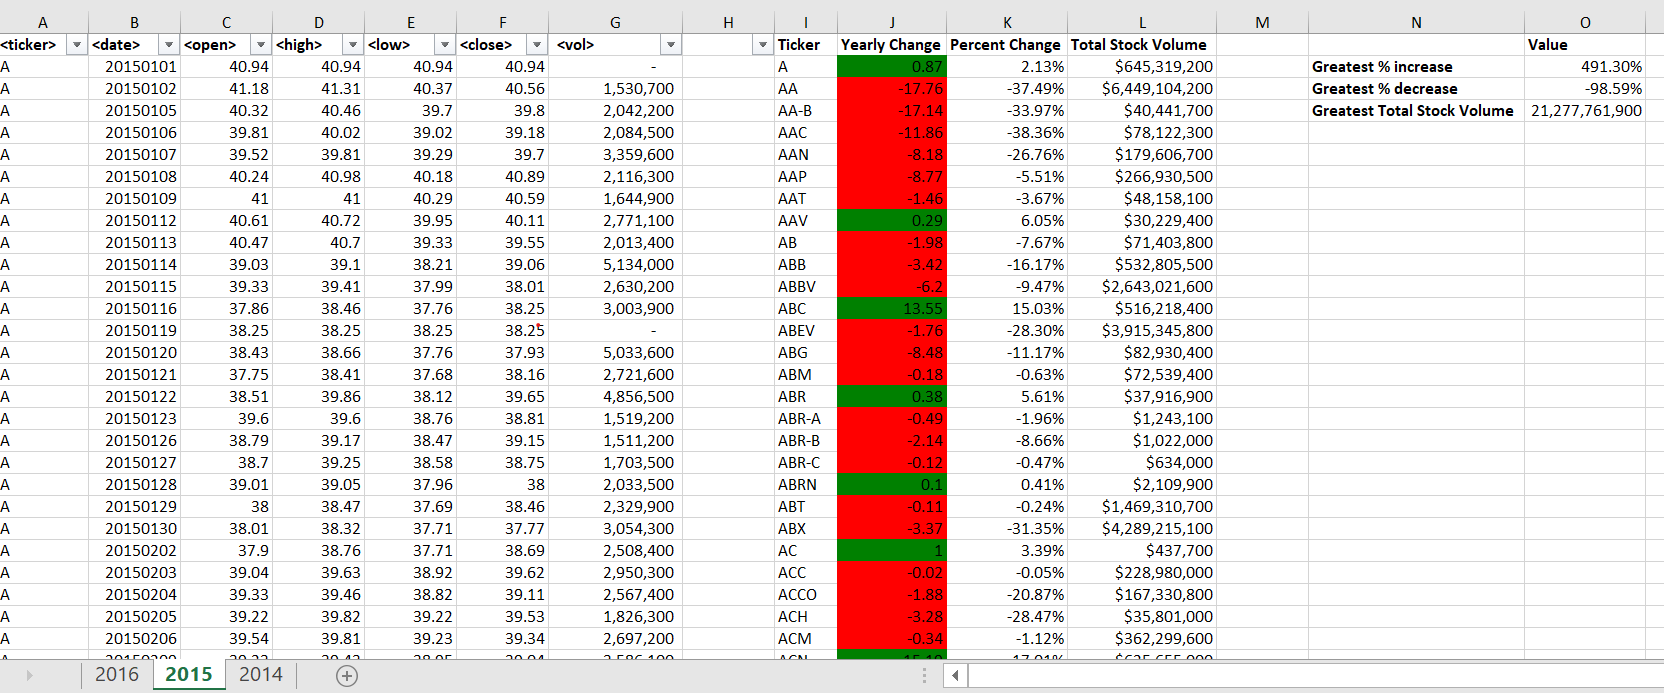 A B C D E F G H I J K L M N O
<ticker> <date> <open> <high> <low> <close> <vol> Ticker Yearly Change Percent Change Total Stock Volume Value
A 20150101 40.94 40.94 40.94 40.94 - A 0.87 2.13% $645,319,200 Greatest % increase 491.30%
A 20150102 41.18 41.31 40.37 40.56 1,530,700 AA -17.76 -37.49% $6,449,104,200 Greatest % decrease -98.59%
A 20150105 40.32 40.46 39.7 39.8 2,042,200 AA-B -17.14 -33.97% $40,441,700 Greatest Total Stock Volume 21,277,761,900
A 20150106 39.81 40.02 39.02 39.18 2,084,500 AAC -11.86 -38.36% $78,122,300
A 20150107 39.52 39.81 39.29 39.7 3,359,600 AAN -8.18 -26.76% $179,606,700
A 20150108 40.24 40.98 40.18 40.89 2,116,300 AAP -8.77 -5.51% $266,930,500
A 20150109 41 41 40.29 40.59 1,644,900 AAT -1.46 -3.67% $48,158,100
A 20150112 40.61 40.72 39.95 40.11 2,771,100 AAV 0.29 6.05% $30,229,400
A 20150113 40.47 40.7 39.33 39.55 2,013,400 AB -1.98 -7.67% $71,403,800
A 20150114 39.03 39.1 38.21 39.06 5,134,000 ABB -3.42 -16.17% $532,805,500
A 20150115 39.33 39.41 37.99 38.01 2,630,200 ABBV -6.2 -9.47% $2,643,021,600
A 20150116 37.86 38.46 37.76 38.25 3,003,900 ABC 13.55 15.03% $516,218,400
A 20150119 38.25 38.25 38.25 38.25 - ABEV -1.76 -28.30% $3,915,345,800
A 20150120 38.43 38.66 37.76 37.93 5,033,600 ABG -8.48 -11.17% $82,930,400
A 20150121 37.75 38.41 37.68 38.16 2,721,600 ABM -0.18 -0.63% $72,539,400
A 20150122 38.51 39.86 38.12 39.65 4,856,500 ABR 0.38 5.61% $37,916,900
A 20150123 39.6 39.6 38.76 38.81 1,519,200 ABR-A -0.49 -1.96% $1,243,100
A 20150126 38.79 39.17 38.47 39.15 1,511,200 ABR-B -2.14 -8.66% $1,022,000
A 20150127 38.7 39.25 38.58 38.75 1,703,500 ABR-C -0.12 -0.47% $634,000
A 20150128 39.01 39.05 37.96 38 2,033,500 ABRN 0.1 0.41% $2,109,900
A 20150129 38 38.47 37.69 38.46 2,329,900 ABT -0.11 -0.24% $1,469,310,700
A 20150130 38.01 38.32 37.71 37.77 3,054,300 ABX -3.37 -31.35% $4,289,215,100
A 20150202 37.9 38.76 37.71 38.69 2,508,400 AC 1 3.39% $437,700
A 20150203 39.04 39.63 38.92 39.62 2,950,300 ACC -0.02 -0.05% $228,980,000
A 20150204 39.33 39.46 38.82 39.11 2,567,400 ACCO -1.88 -20.87% $167,330,800
A 20150205 39.22 39.82 39.22 39.53 1,826,300 ACH -3.28 -28.47% $35,801,000
A 20150206 39.54 39.81 39.23 39.34 2,697,200 ACM -0.34 -1.12% $362,299,600
2016 2015 2014